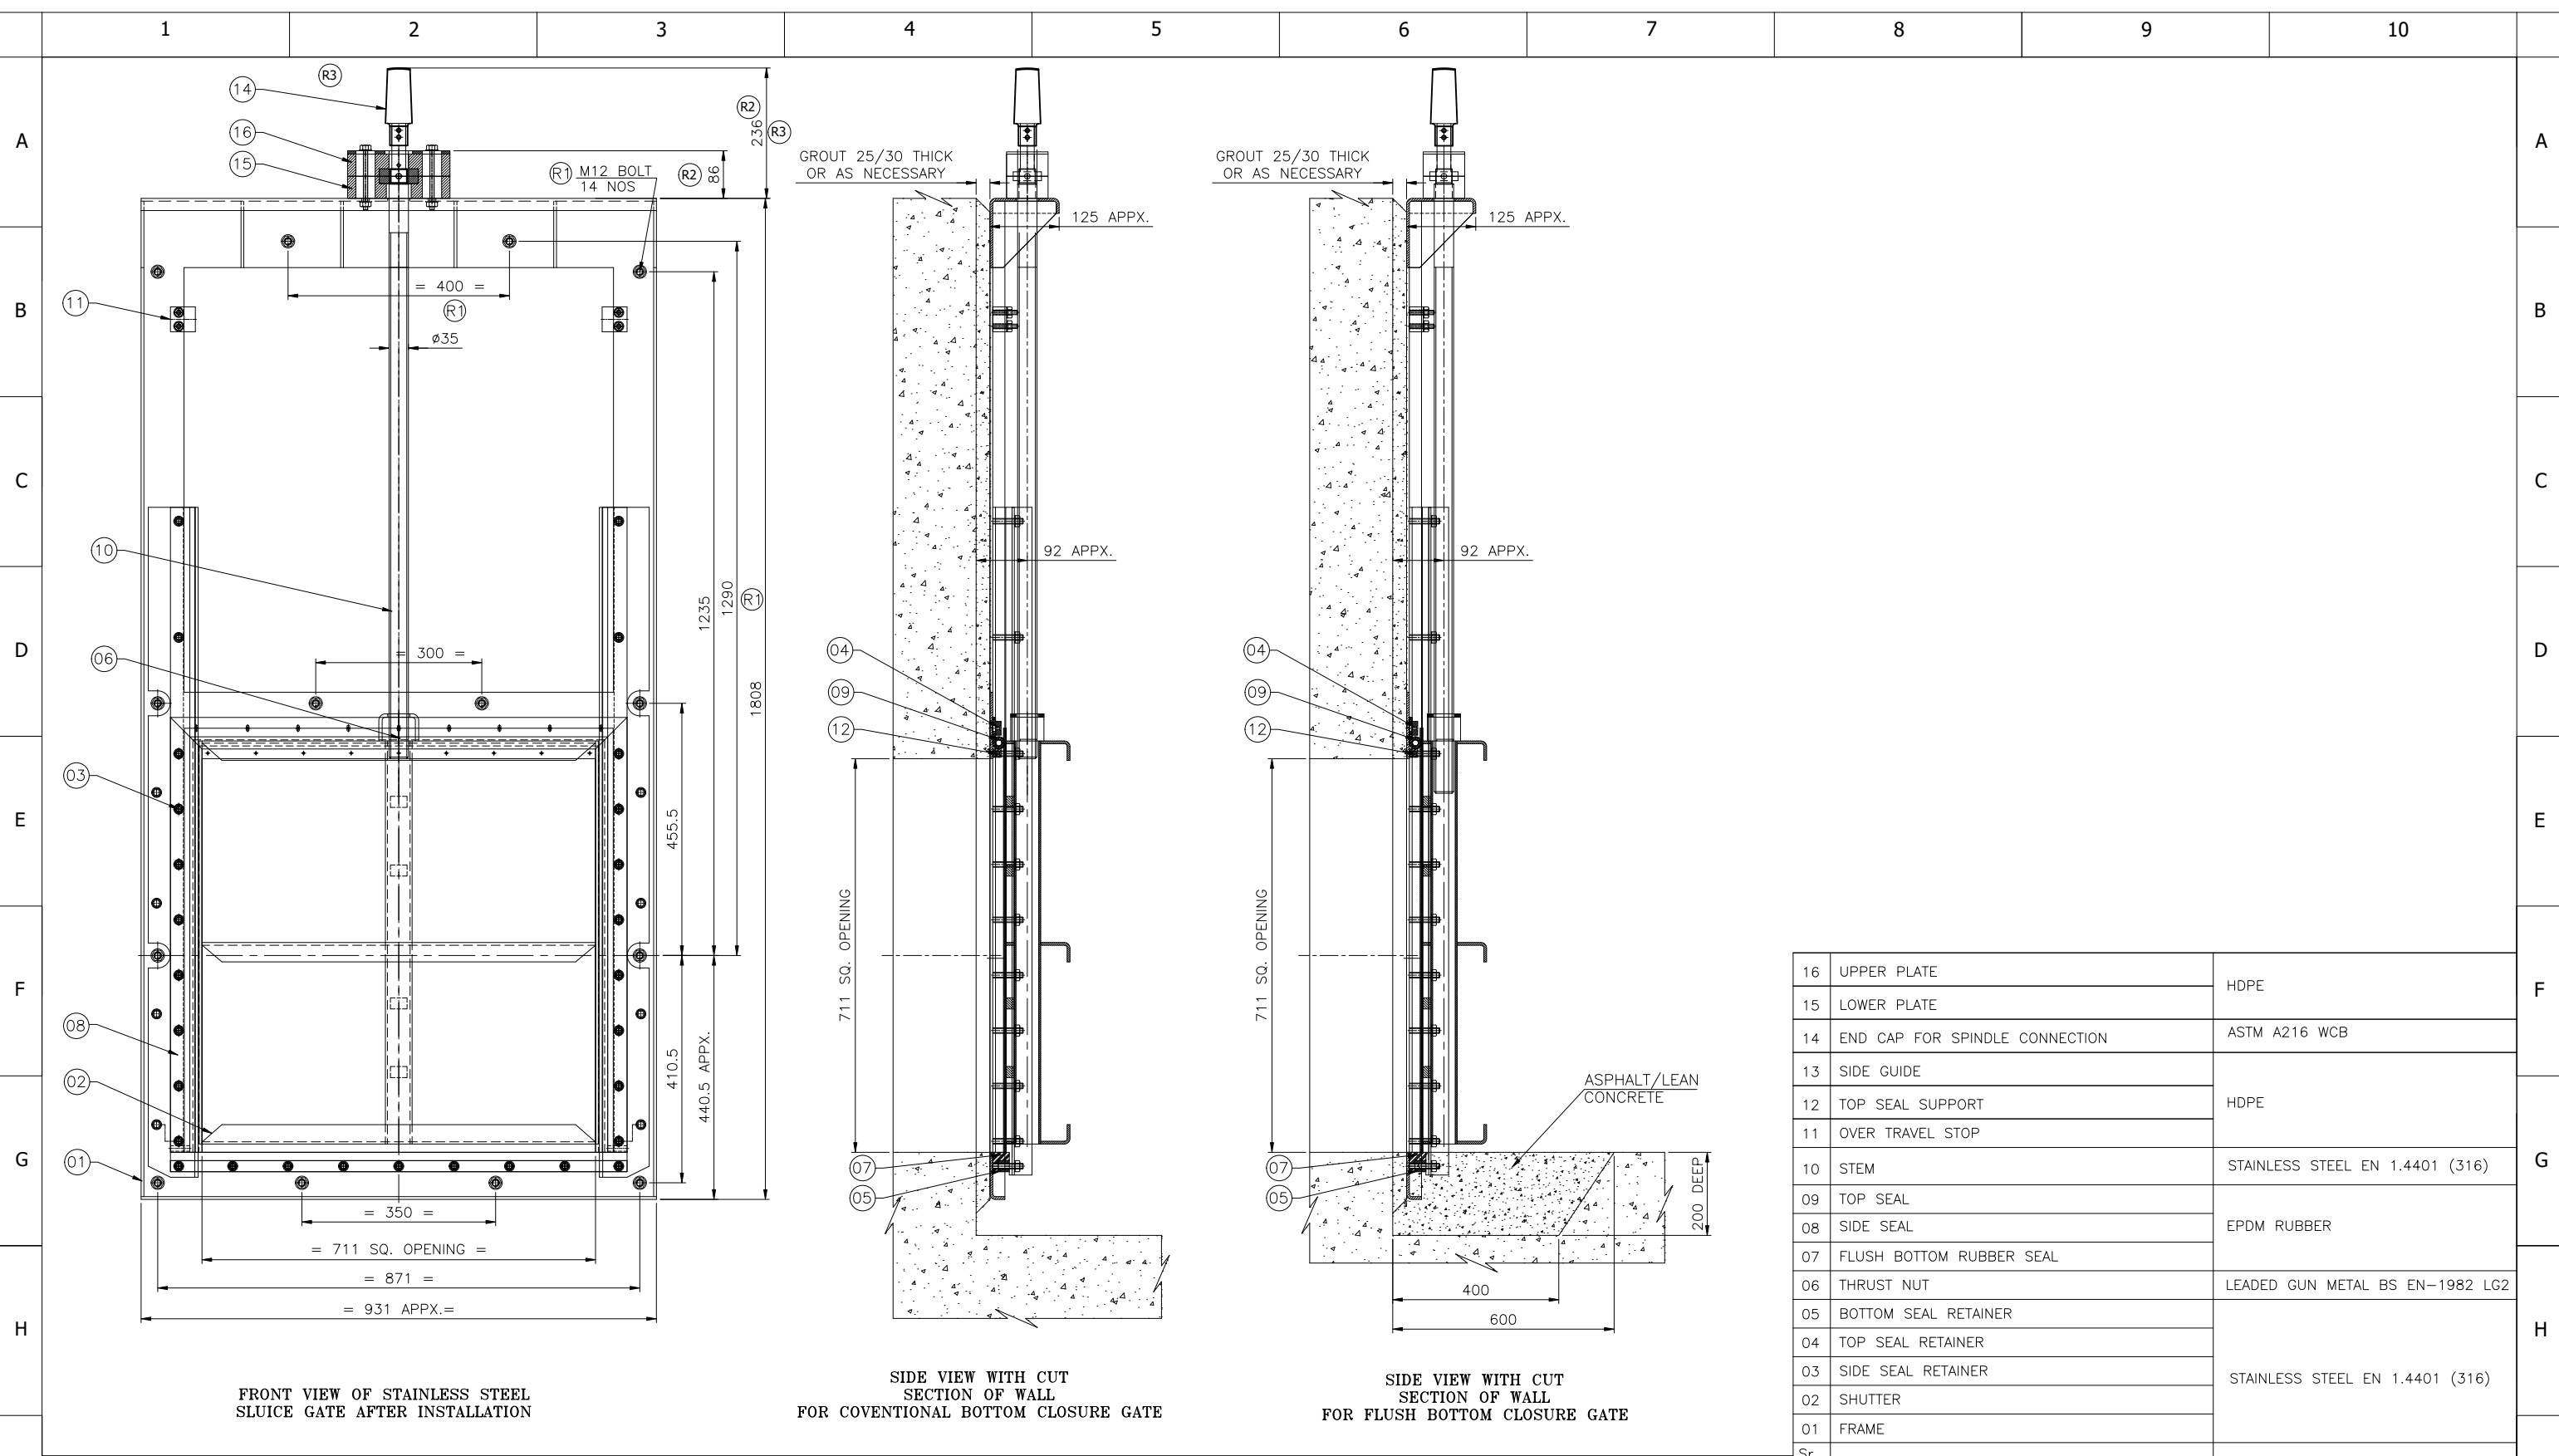 1 2 3 4 5 6 7 8 9 10
A A
B B
C C
D D
E E
F F
G G
H H
14
R3
16
15
R1 M12 BOLT
14 NOS
R2
86
R2
236
R3
11
= 400 =
R1
ø35
10
1235
1290
R1
06
= 300 =
1808
03
455.5
08
02
410.5
440.5 APPX.
01
= 350 =
= 711 SQ. OPENING =
= 871 =
= 931 APPX.=
FRONT VIEW OF STAINLESS STEEL
SLUICE GATE AFTER INSTALLATION
GROUT 25/30 THICK
OR AS NECESSARY
125 APPX.
92 APPX.
04
09
12
711 SQ. OPENING
07
05
SIDE VIEW WITH CUT
SECTION OF WALL
FOR COVENTIONAL BOTTOM CLOSURE GATE
GROUT 25/30 THICK
OR AS NECESSARY
125 APPX.
92 APPX.
04
09
12
711 SQ. OPENING
ASPHALT/LEAN
CONCRETE
07
05
200 DEEP
400
600
SIDE VIEW WITH CUT
SECTION OF WALL
FOR FLUSH BOTTOM CLOSURE GATE
16 UPPER PLATE
HDPE
15 LOWER PLATE
14 END CAP FOR SPINDLE CONNECTION ASTM A216 WCB
13 SIDE GUIDE
12 TOP SEAL SUPPORT HDPE
11 OVER TRAVEL STOP
10 STEM STAINLESS STEEL EN 1.4401 (316)
09 TOP SEAL
08 SIDE SEAL EPDM RUBBER
07 FLUSH BOTTOM RUBBER SEAL
06 THRUST NUT LEADED GUN METAL BS EN-1982 LG2
05 BOTTOM SEAL RETAINER
04 TOP SEAL RETAINER
03 SIDE SEAL RETAINER STAINLESS STEEL EN 1.4401 (316)
02 SHUTTER
01 FRAME
Sr.